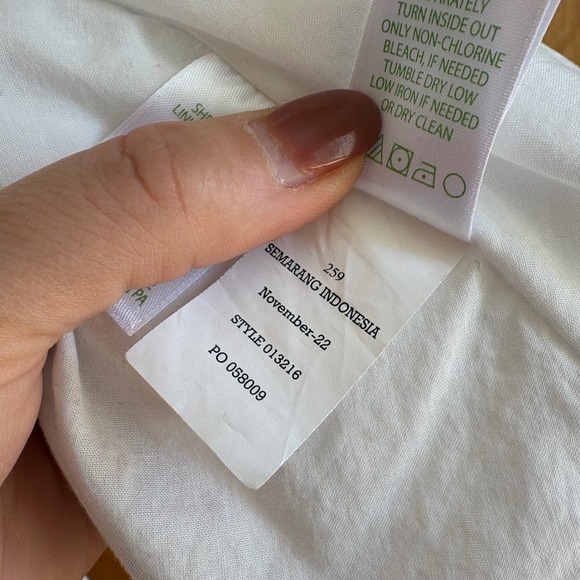 TURN INSIDE OUT
ONLY NON-CHLORINE
BLEACH, IF NEEDED
TUMBLE DRY LOW
LOW IRON IF NEEDED
OR DRY CLEAN
259
SEMARANG INDONESIA
November-22
STYLE 013216
PO 058009